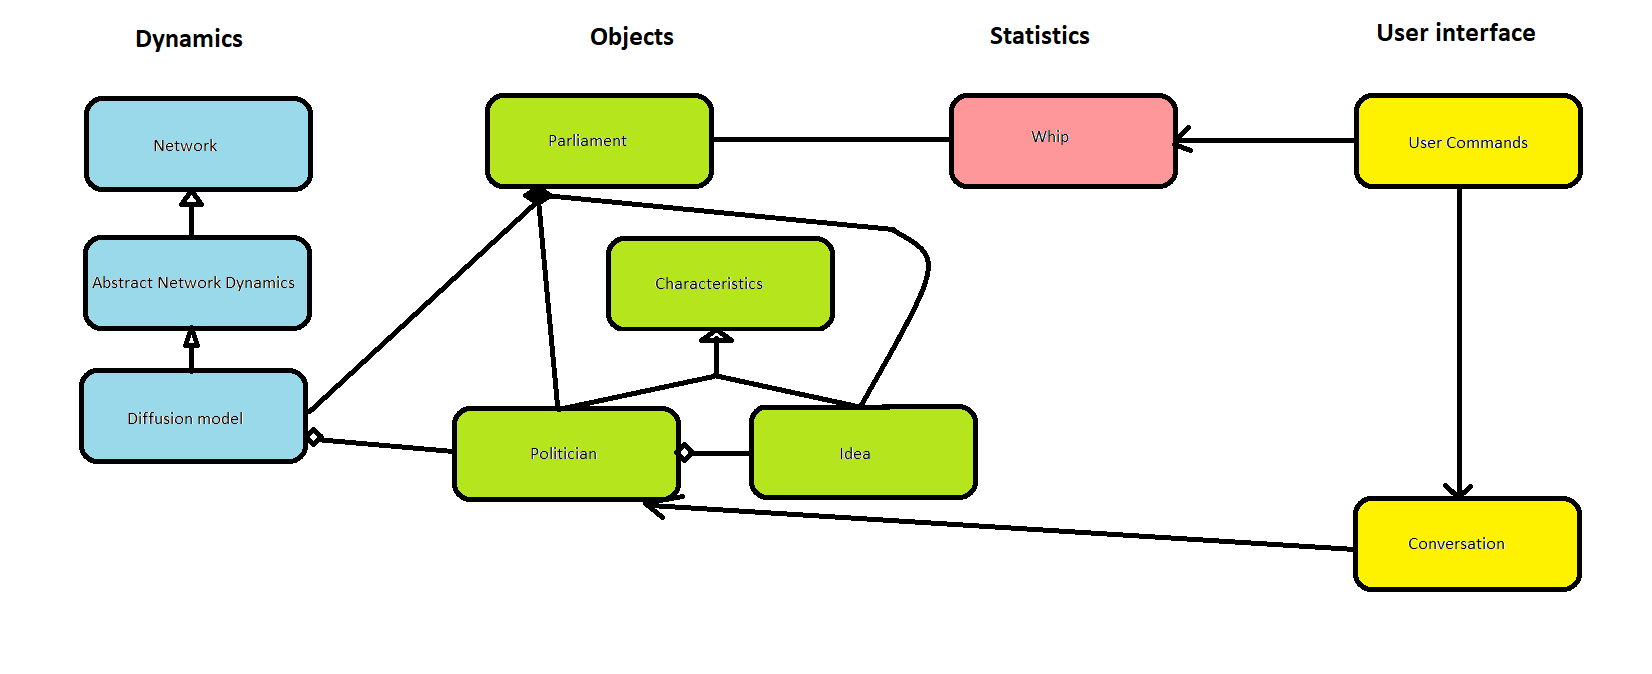 Dynamics
Objects
Statistics
User interface
Network
Parliament
Whip
User Commands
Abstract Network Dynamics
Characteristics
Diffusion model
Politician
Idea
Conversation